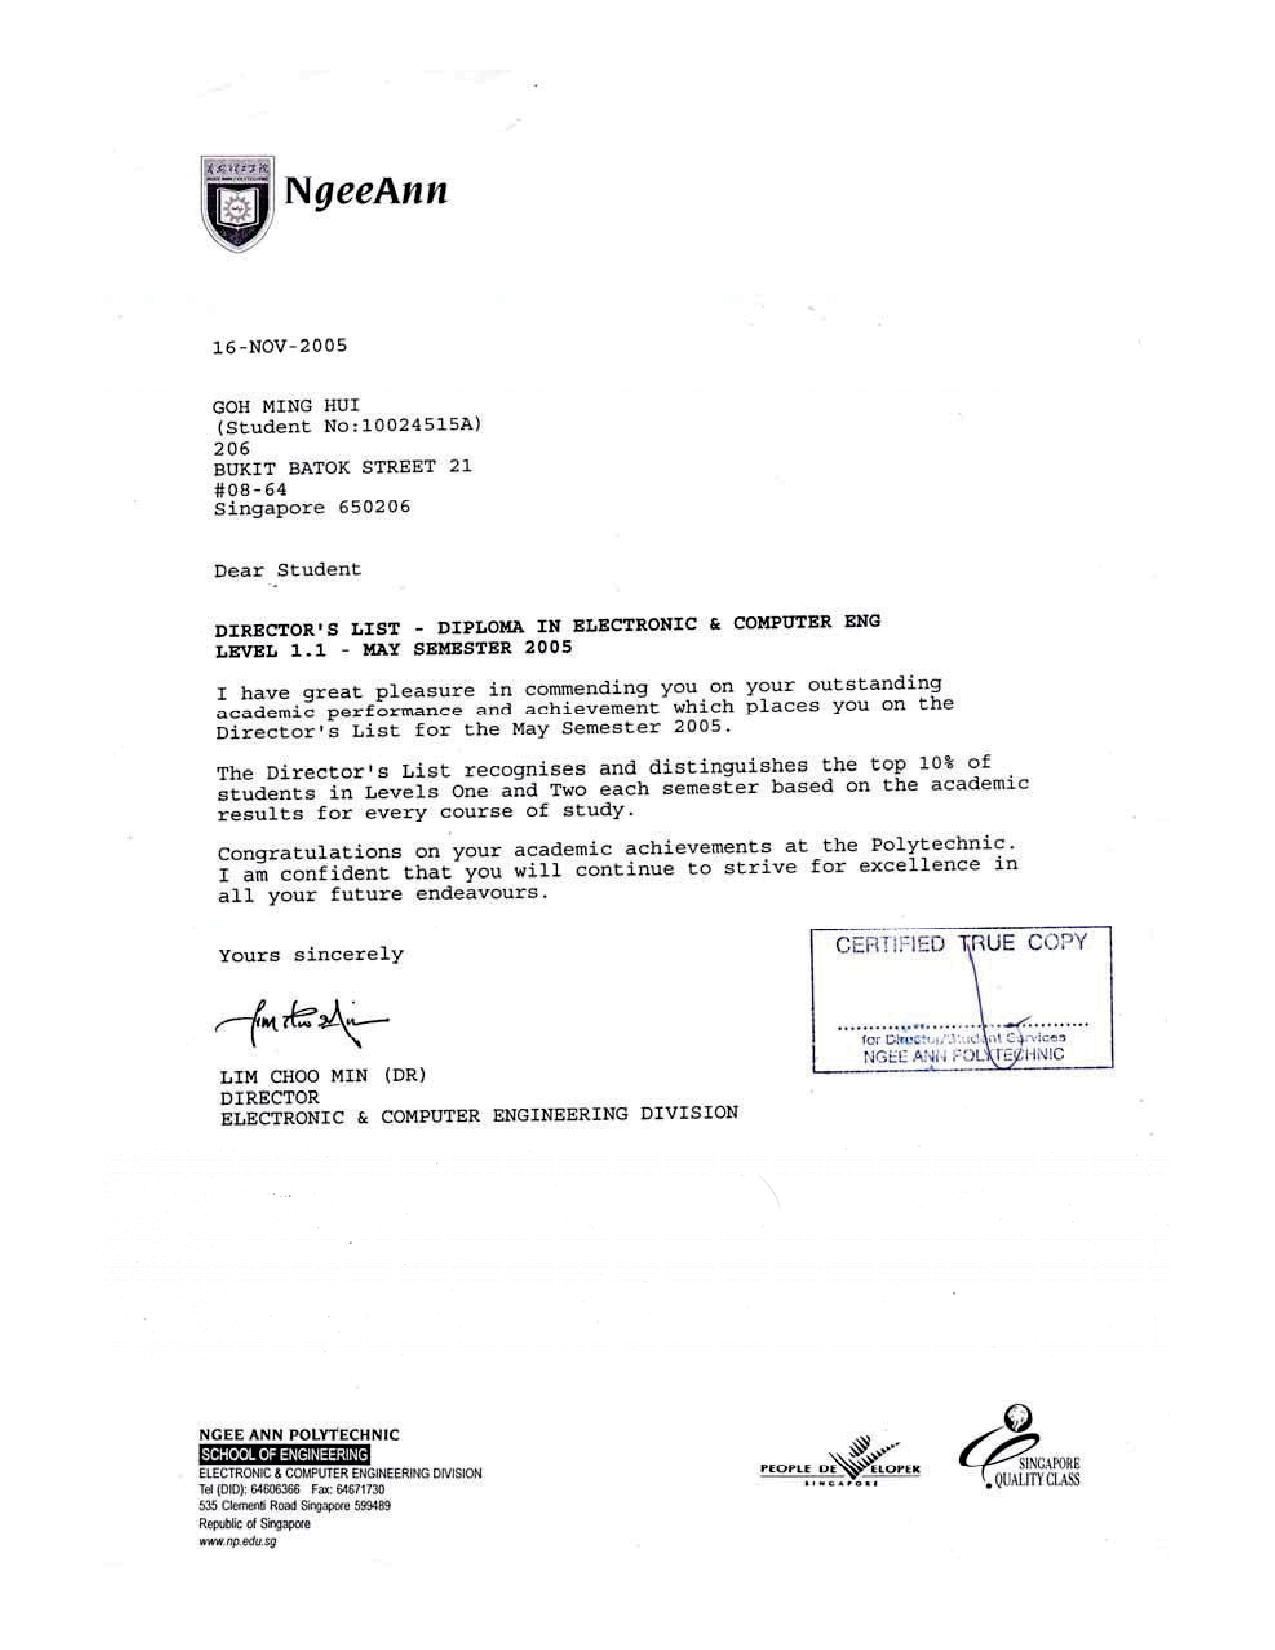 NgeeAnn
16-NOV-2005
GOH MING HUI
(Student No:10024515A)
206
BUKIT BATOK STREET 21
#08-64
Singapore 650206
Dear Student
DIRECTOR'S LIST - DIPLOMA IN ELECTRONIC & COMPUTER ENG
LEVEL 1.1 - MAY SEMESTER 2005
I have great pleasure in commending you on your outstanding
academic performance and achievement which places you on the
Director's List for the May Semester 2005.
The Director's List recognises and distinguishes the top 10% of
students in Levels One and Two each semester based on the academic
results for every course of study.
Congratulations on your academic achievements at the Polytechnic.
I am confident that you will continue to strive for excellence in
all your future endeavours.
Yours sincerely
CERTIFIED TRUE COPY
for Director/Student Services
NGEE ANN POLYTECHNIC
LIM CHOO MIN (DR)
DIRECTOR
ELECTRONIC & COMPUTER ENGINEERING DIVISION
NGEE ANN POLYTECHNIC
SCHOOL OF ENGINEERING
ELECTRONIC & COMPUTER ENGINEERING DIVISION
Tel (DID): 64606366 Fax: 64671730
535 Clementi Road Singapore 599489
Republic of Singapore
www.np.edu.sg
PEOPLE DEVELOPER
SINGAPORE
SINGAPORE
QUALITY CLASS